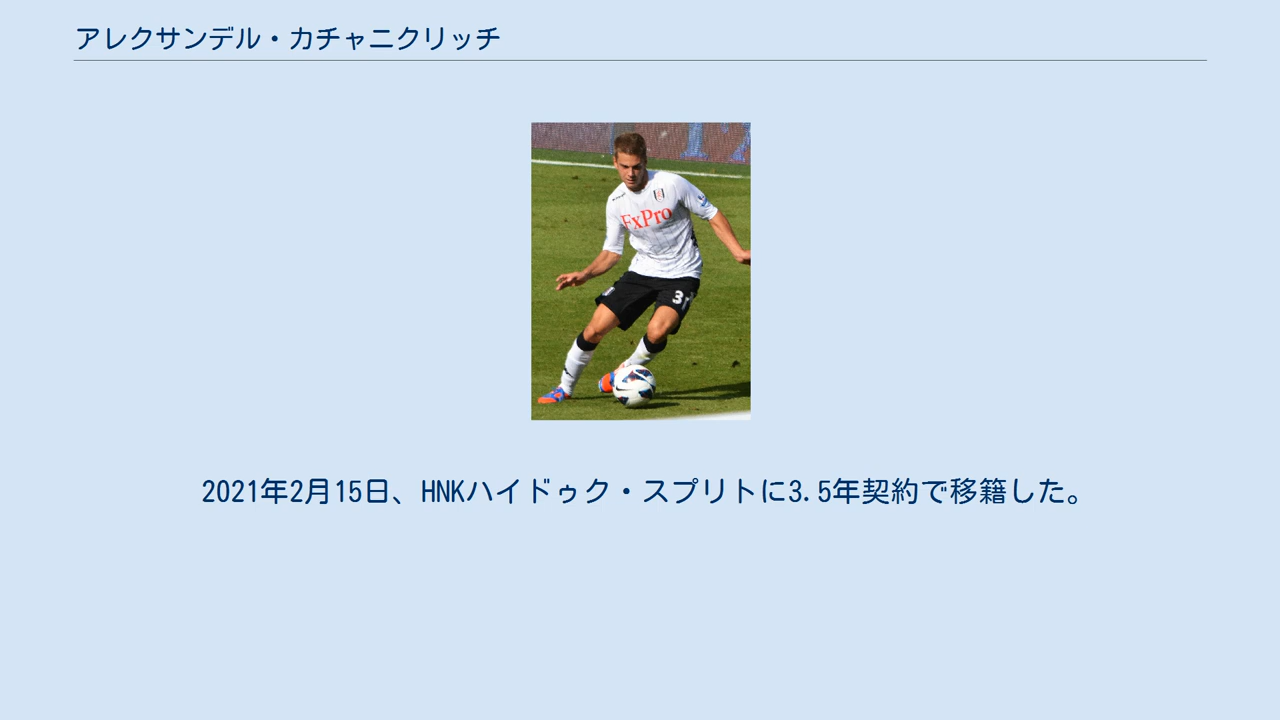 アレクサンデル・カチャニクリッチ
FxPro
2021年2月15日、HNKハイドゥク・スプリトに3.5年契約で移籍した。